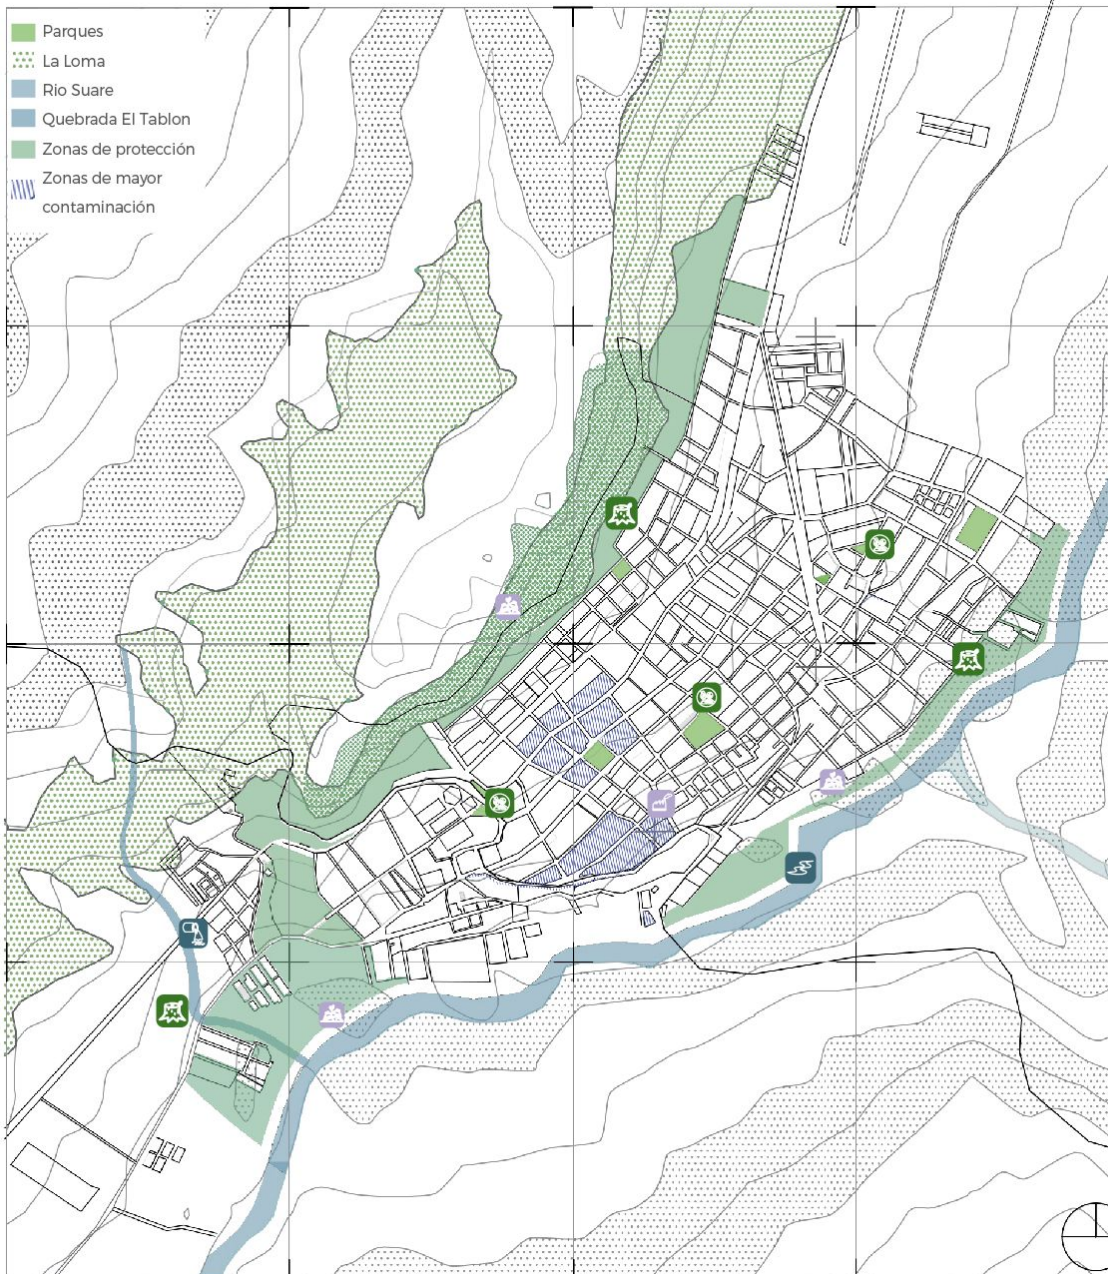 Parques
La Loma
Rio Suare
Quebrada El Tablon
Zonas de protección
Zonas de mayor
contaminación